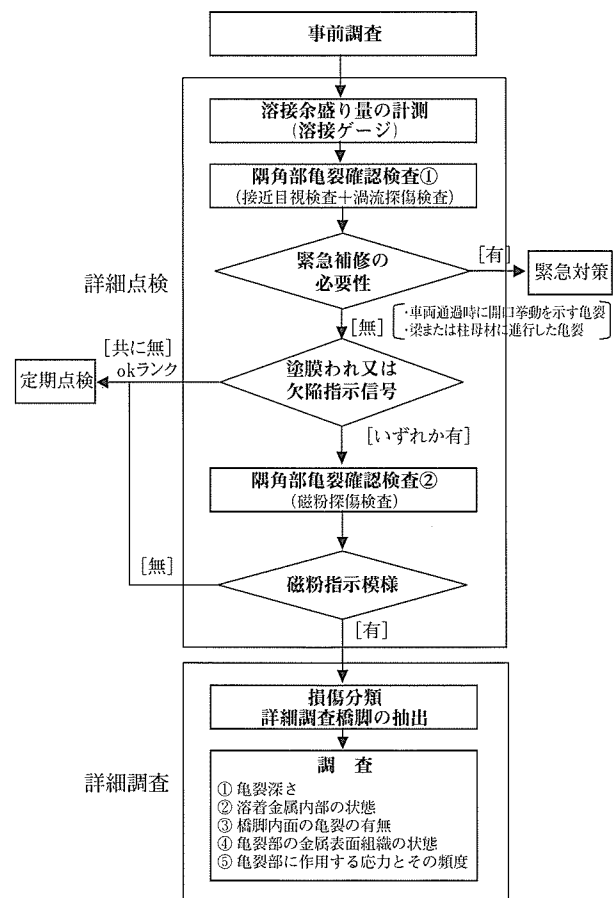 事前調査
溶接余盛り量の計測
(溶接ゲージ)
隅角部亀裂確認検査①
(接近目視検査+渦流探傷検査)
緊急補修の
必要性
[有]
緊急対策
詳細点検
・車両通過時に開口挙動を示す亀裂
・梁または柱母材に進行した亀裂
[無]
[共に無]
okランク
定期点検
塗膜われ又は
欠陥指示信号
[いずれか有]
隅角部亀裂確認検査②
(磁粉探傷検査)
[無]
磁粉指示模様
[有]
損傷分類
詳細調査橋脚の抽出
詳細調査
調 査
① 亀裂深さ
② 溶着金属内部の状態
③ 橋脚内面の亀裂の有無
④ 亀裂部の金属表面組織の状態
⑤ 亀裂部に作用する応力とその頻度